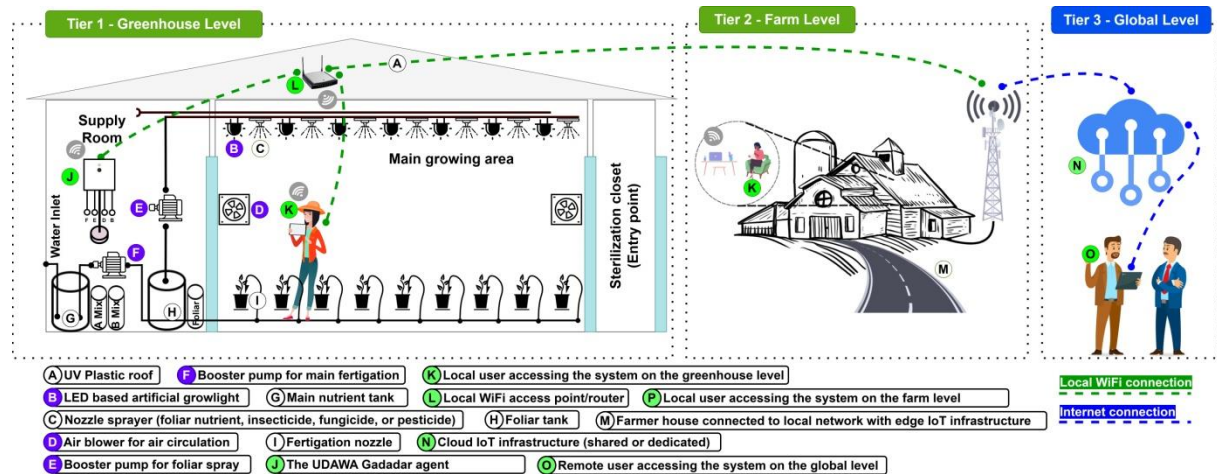 Tier 1 - Greenhouse Level
Tier 2 - Farm Level
Tier 3 - Global Level
A
L
Supply
Room
B
C
Main growing area
J
F E D B
E
D
K
K
N
Water Inlet
F
Sterilization closet
(Entry point)
M
O
G
A Mix
B Mix
H
Foliar
I
A UV Plastic roof
F Booster pump for main fertigation
K Local user accessing the system on the greenhouse level
B LED based artificial growlight
G Main nutrient tank
L Local WiFi access point/router
P Local user accessing the system on the farm level
C Nozzle sprayer (foliar nutrient, insecticide, fungicide, or pesticide)
H Foliar tank
M Farmer house connected to local network with edge IoT infrastructure
D Air blower for air circulation
I Fertigation nozzle
N Cloud IoT infrastructure (shared or dedicated)
E Booster pump for foliar spray
J The UDAWA Gadadar agent
O Remote user accessing the system on the global level
Local WiFi connection
Internet connection